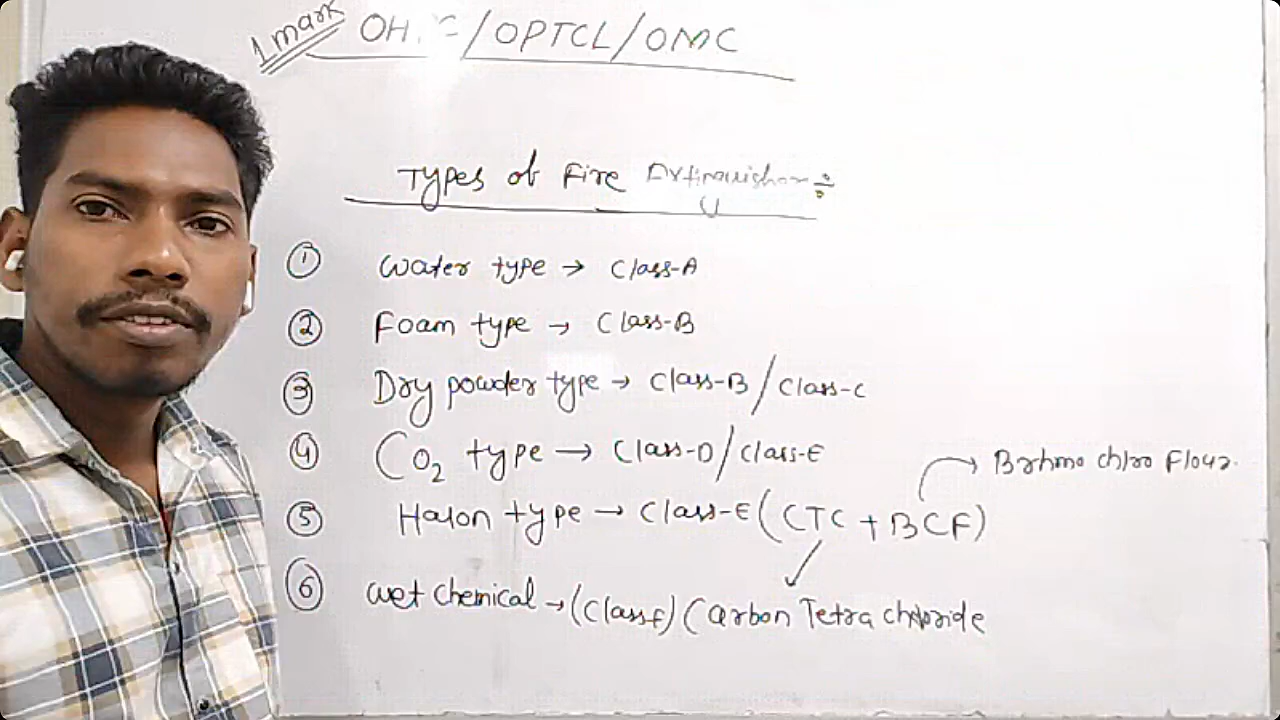 1 mark OH C/OPTCL/OMC
Types of Fire Extinguisher÷
1 water type → class-A
2 Foam type → Class-B
3 Dry powder type → Class-B/Class-C
4 CO2 type → Class-D/Class-E
→ Brhmo chlro Flour.
5 Halon type → Class-E (CTC + BCF)
6 wet chemical → (Class f) Carbon Tetra chloride